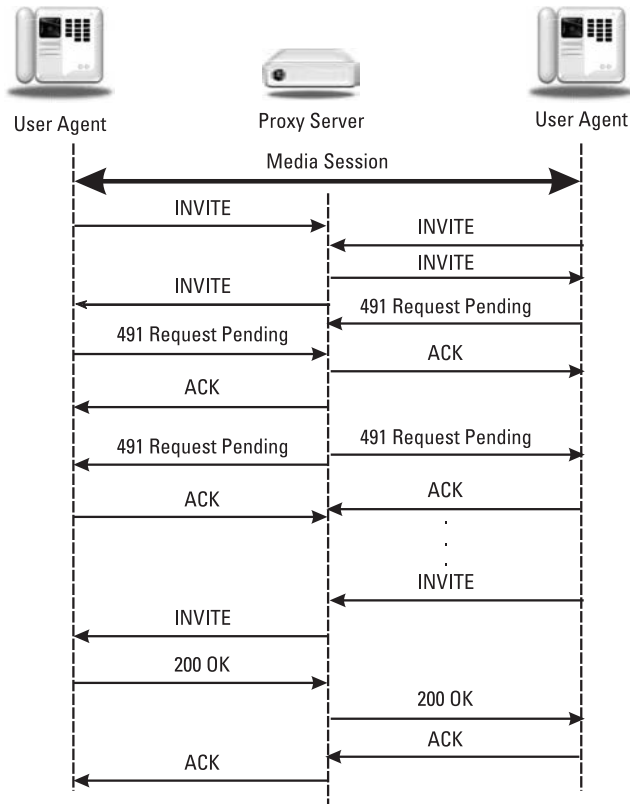 User Agent
Proxy Server
User Agent
Media Session
INVITE
INVITE
INVITE
INVITE
491 Request Pending
491 Request Pending
ACK
ACK
491 Request Pending
491 Request Pending
ACK
ACK
.
.
.
INVITE
INVITE
200 OK
200 OK
ACK
ACK